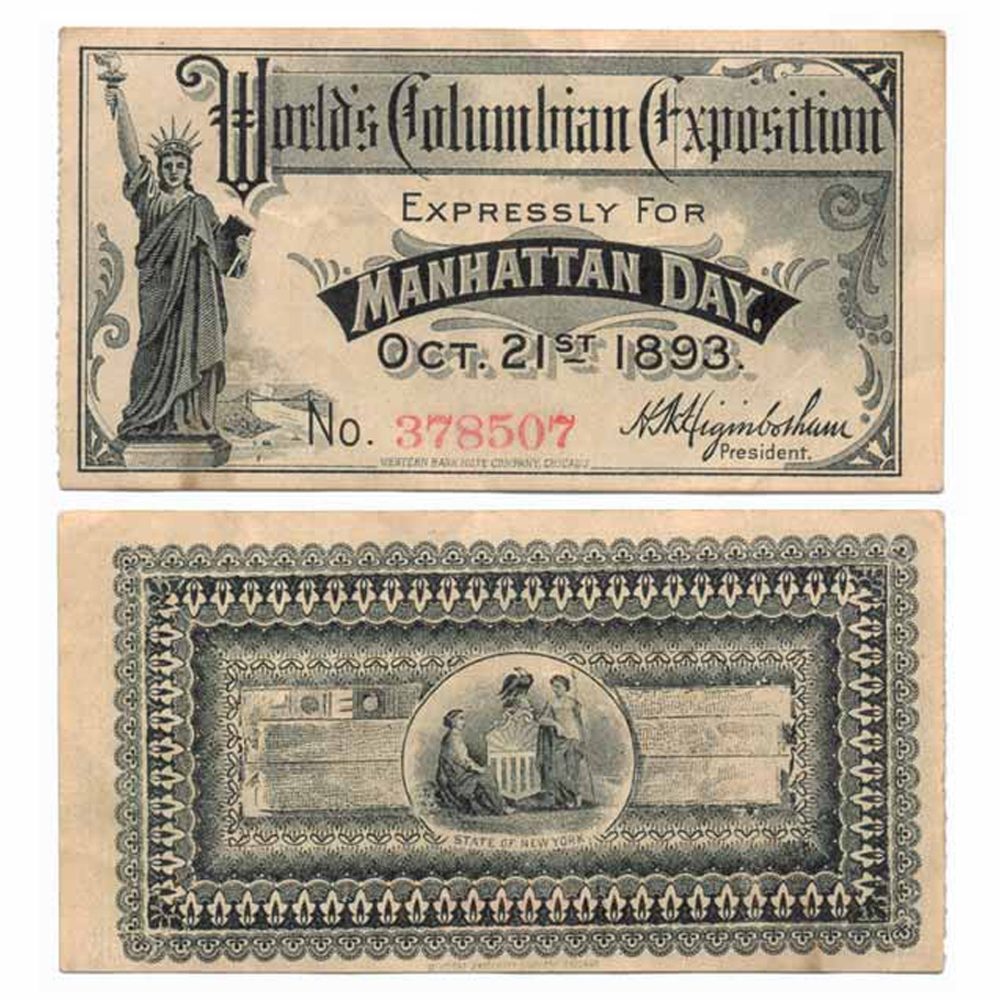 World's Columbian Exposition
EXPRESSLY FOR
MANHATTAN DAY.
OCT. 21ST 1893.
No. 378507
H.N. Higinbotham
President.
WESTERN BANK NOTE COMPANY, CHICAGO
STATE OF NEW YORK